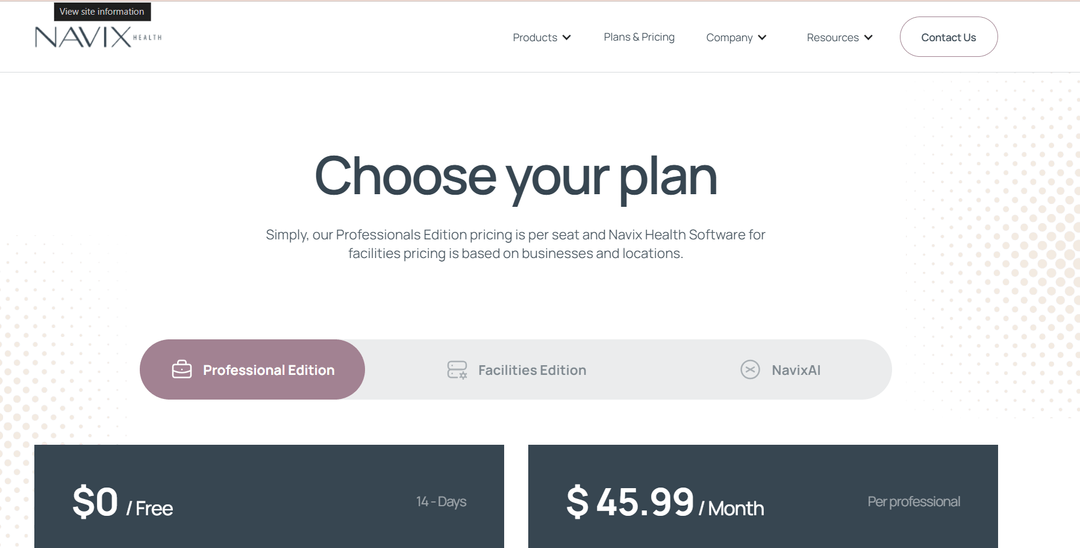 View site information
NAVIX HEALTH
Products
Plans & Pricing
Company
Resources
Contact Us
Choose your plan
Simply, our Professionals Edition pricing is per seat and Navix Health Software for
facilities pricing is based on businesses and locations.
Professional Edition
Facilities Edition
NavixAI
$0 / Free
14 - Days
$ 45.99 / Month
Per professional